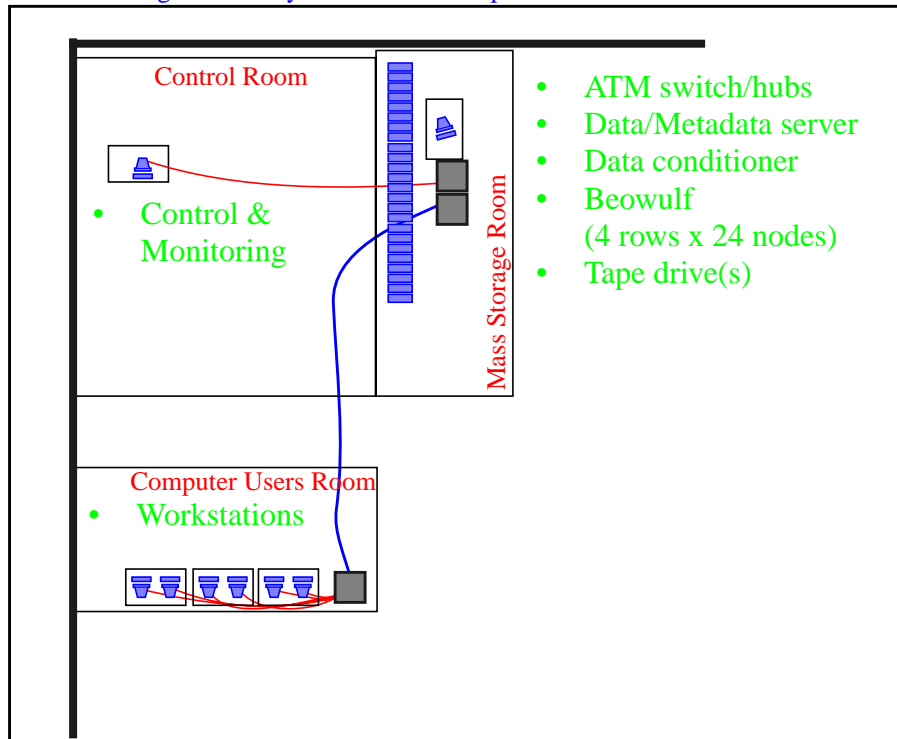 Control Room
• Control &
Monitoring
Mass Storage Room
• ATM switch/hubs
• Data/Metadata server
• Data conditioner
• Beowulf
(4 rows x 24 nodes)
• Tape drive(s)
Computer Users Room
• Workstations